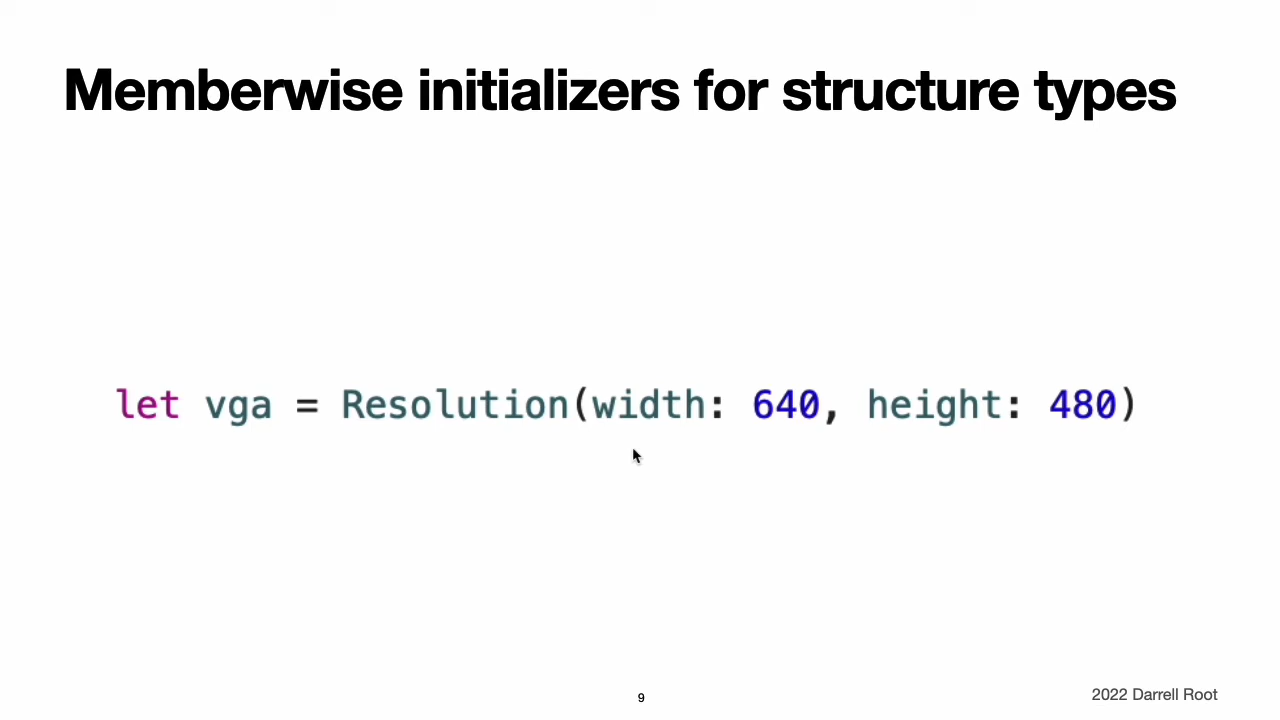 Memberwise initializers for structure types
let vga = Resolution(width: 640, height: 480)
9
2022 Darrell Root